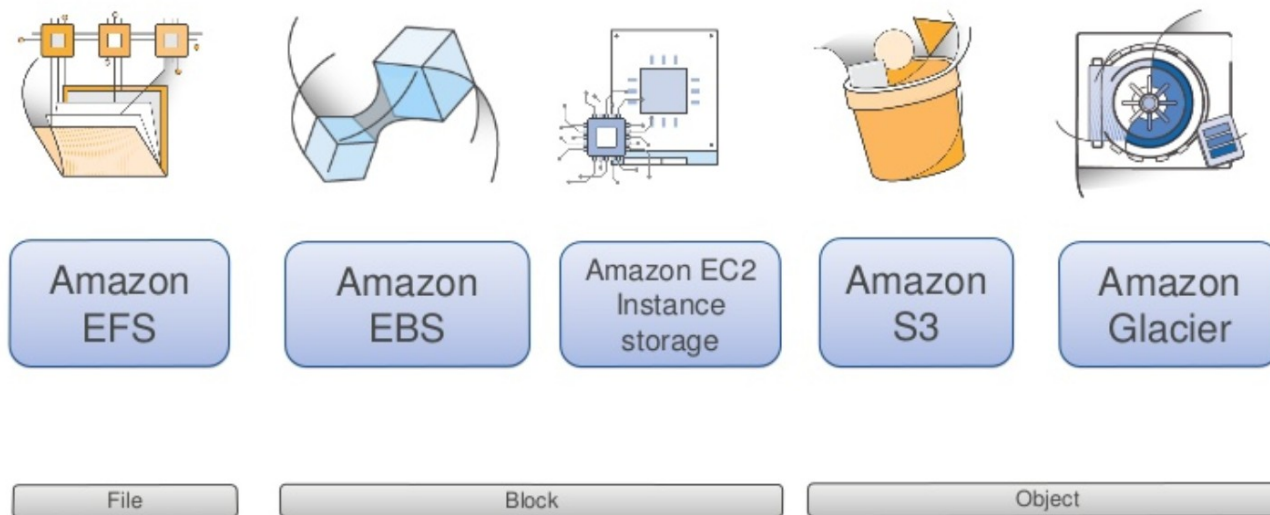 Amazon
EFS
Amazon
EBS
Amazon EC2
Instance
storage
Amazon
S3
Amazon
Glacier
File
Block
Object